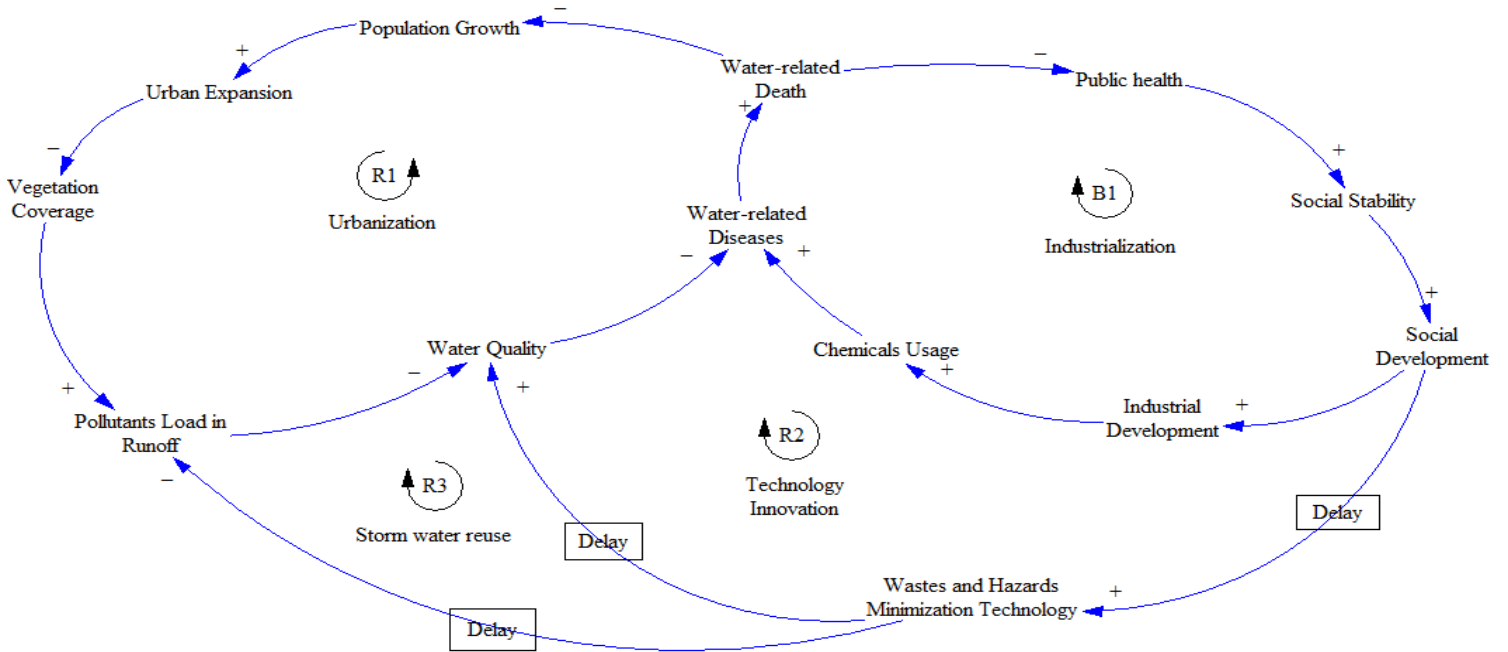 Population Growth
−
+
Urban Expansion
−
Vegetation
Coverage
+
Pollutants Load in
Runoff
−
R1
Urbanization
Water-related
Death
−
Public health
+
Water-related
Diseases
−
+
+
Social Stability
B1
Industrialization
+
Social
Development
Water Quality
−
+
Chemicals Usage
+
Industrial
Development
+
R2
Technology
Innovation
R3
Storm water reuse
Delay
Delay
Delay
Wastes and Hazards
Minimization Technology
+